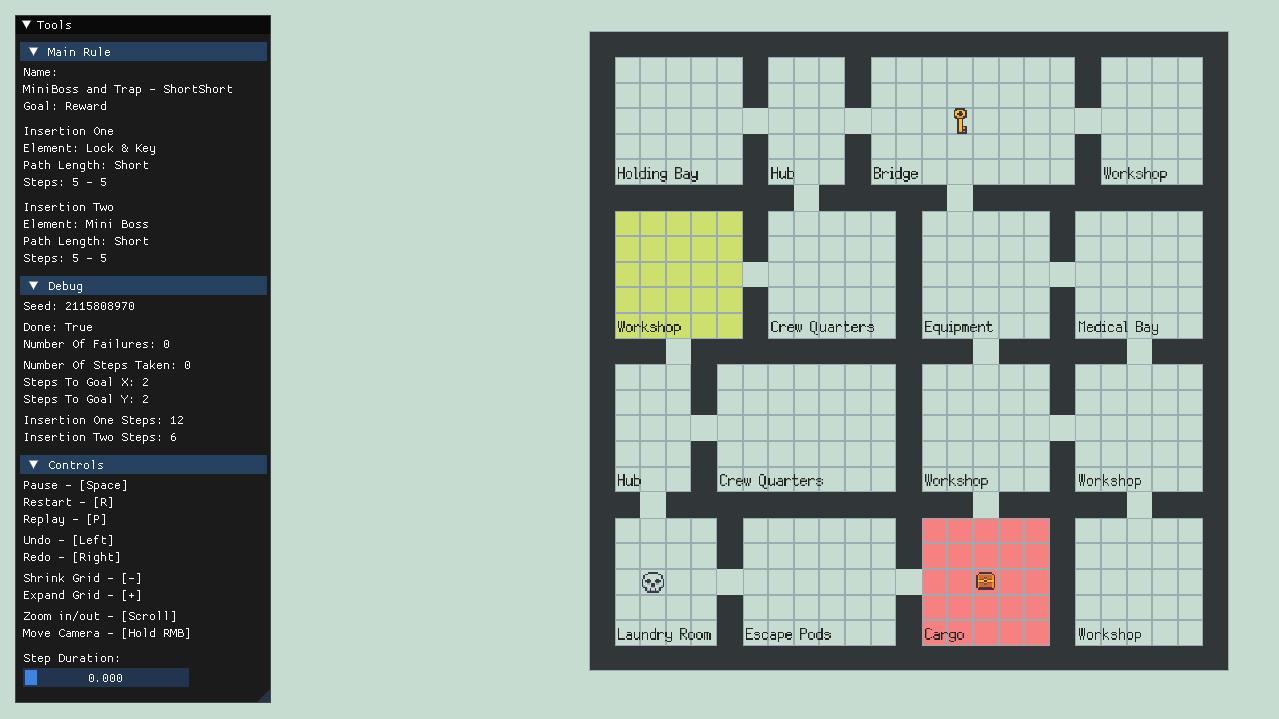 Tools
Main Rule
Name:
MiniBoss and Trap - ShortShort
Goal: Reward
Insertion One
Element: Lock & Key
Path Length: Short
Steps: 5 - 5
Insertion Two
Element: Mini Boss
Path Length: Short
Steps: 5 - 5
Debug
Seed: 2115808970
Done: True
Number Of Failures: 0
Number Of Steps Taken: 0
Steps To Goal X: 2
Steps To Goal Y: 2
Insertion One Steps: 12
Insertion Two Steps: 6
Controls
Pause - [Space]
Restart - [R]
Replay - [P]
Undo - [Left]
Redo - [Right]
Shrink Grid - [-]
Expand Grid - [+]
Zoom in/out - [Scroll]
Move Camera - [Hold RMB]
Step Duration:
0.000
Holding Bay
Hub
Bridge
Workshop
Workshop
Crew Quarters
Equipment
Medical Bay
Hub
Crew Quarters
Workshop
Workshop
Laundry Room
Escape Pods
Cargo
Workshop